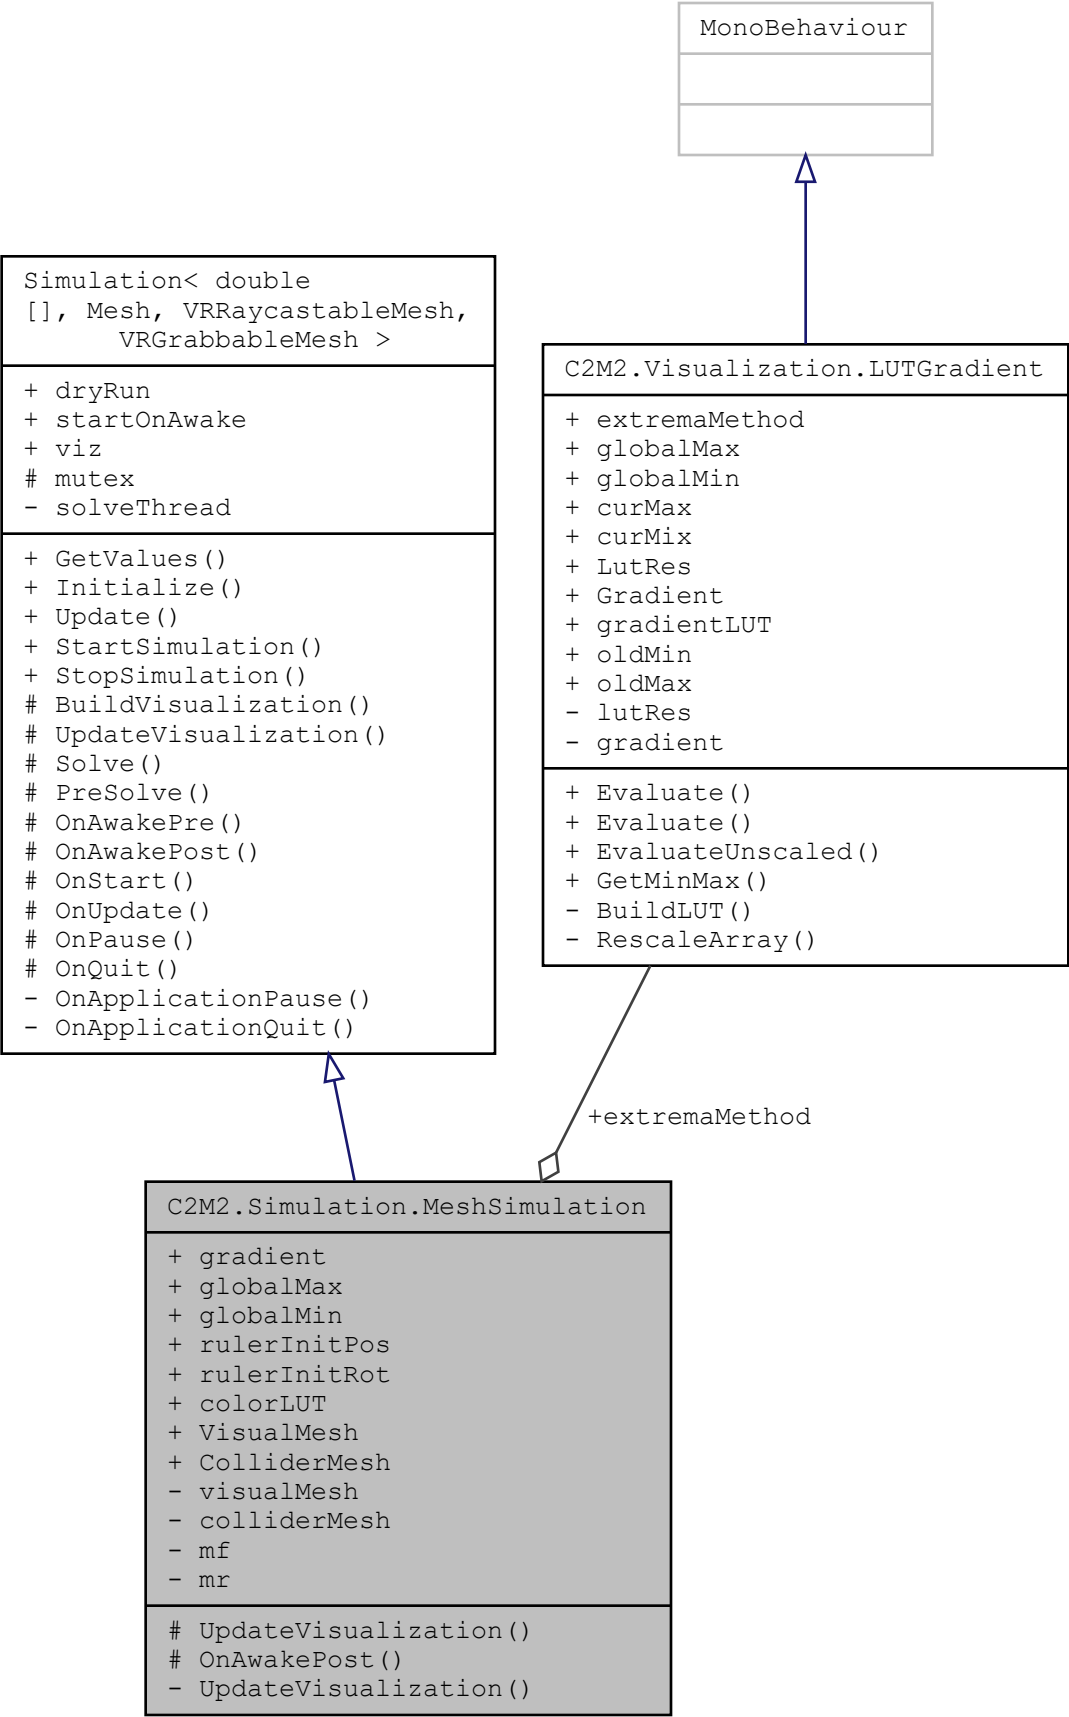 MonoBehaviour
Simulation< double
[], Mesh, VRRaycastableMesh,
VRGrabbableMesh >
+ dryRun
+ startOnAwake
+ viz
# mutex
- solveThread
+ GetValues()
+ Initialize()
+ Update()
+ StartSimulation()
+ StopSimulation()
# BuildVisualization()
# UpdateVisualization()
# Solve()
# PreSolve()
# OnAwakePre()
# OnAwakePost()
# OnStart()
# OnUpdate()
# OnPause()
# OnQuit()
- OnApplicationPause()
- OnApplicationQuit()
C2M2.Visualization.LUTGradient
+ extremaMethod
+ globalMax
+ globalMin
+ curMax
+ curMix
+ LutRes
+ Gradient
+ gradientLUT
+ oldMin
+ oldMax
- lutRes
- gradient
+ Evaluate()
+ Evaluate()
+ EvaluateUnscaled()
+ GetMinMax()
- BuildLUT()
- RescaleArray()
+extremaMethod
C2M2.Simulation.MeshSimulation
+ gradient
+ globalMax
+ globalMin
+ rulerInitPos
+ rulerInitRot
+ colorLUT
+ VisualMesh
+ ColliderMesh
- visualMesh
- colliderMesh
- mf
- mr
# UpdateVisualization()
# OnAwakePost()
- UpdateVisualization()